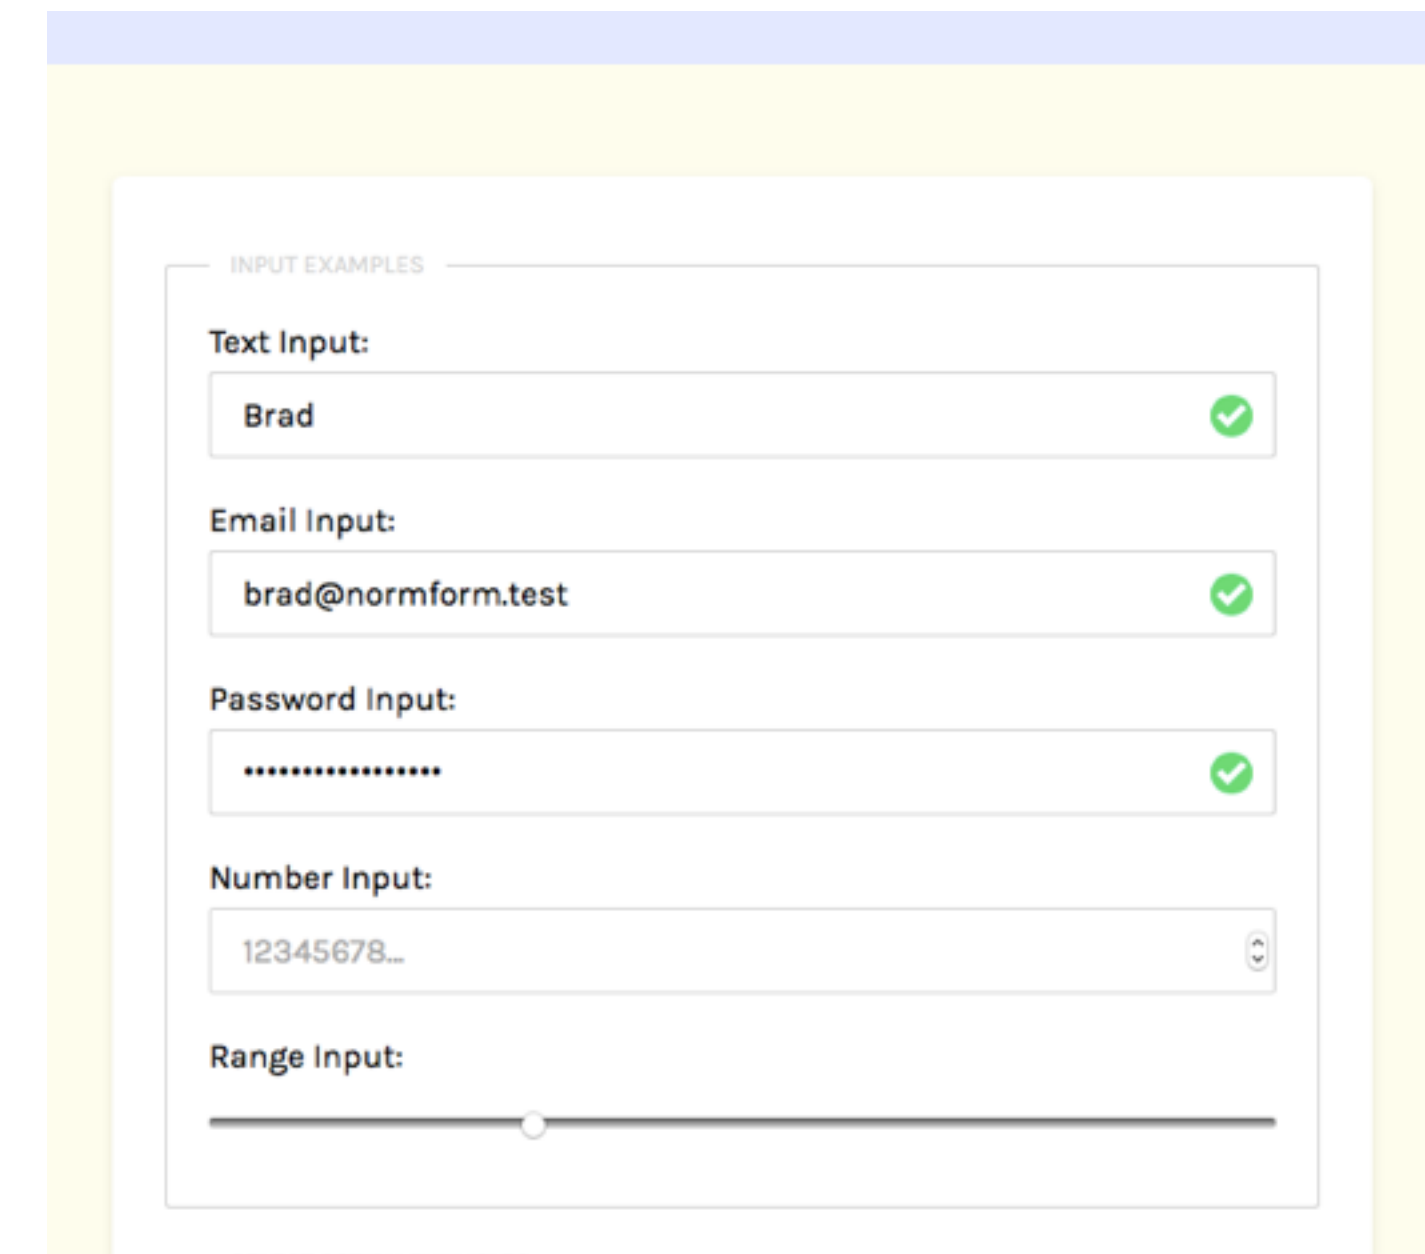 INPUT EXAMPLES
Text Input:
Brad
Email Input:
brad@normform.test
Password Input:
•••••••••••••••••
Number Input:
12345678...
Range Input: